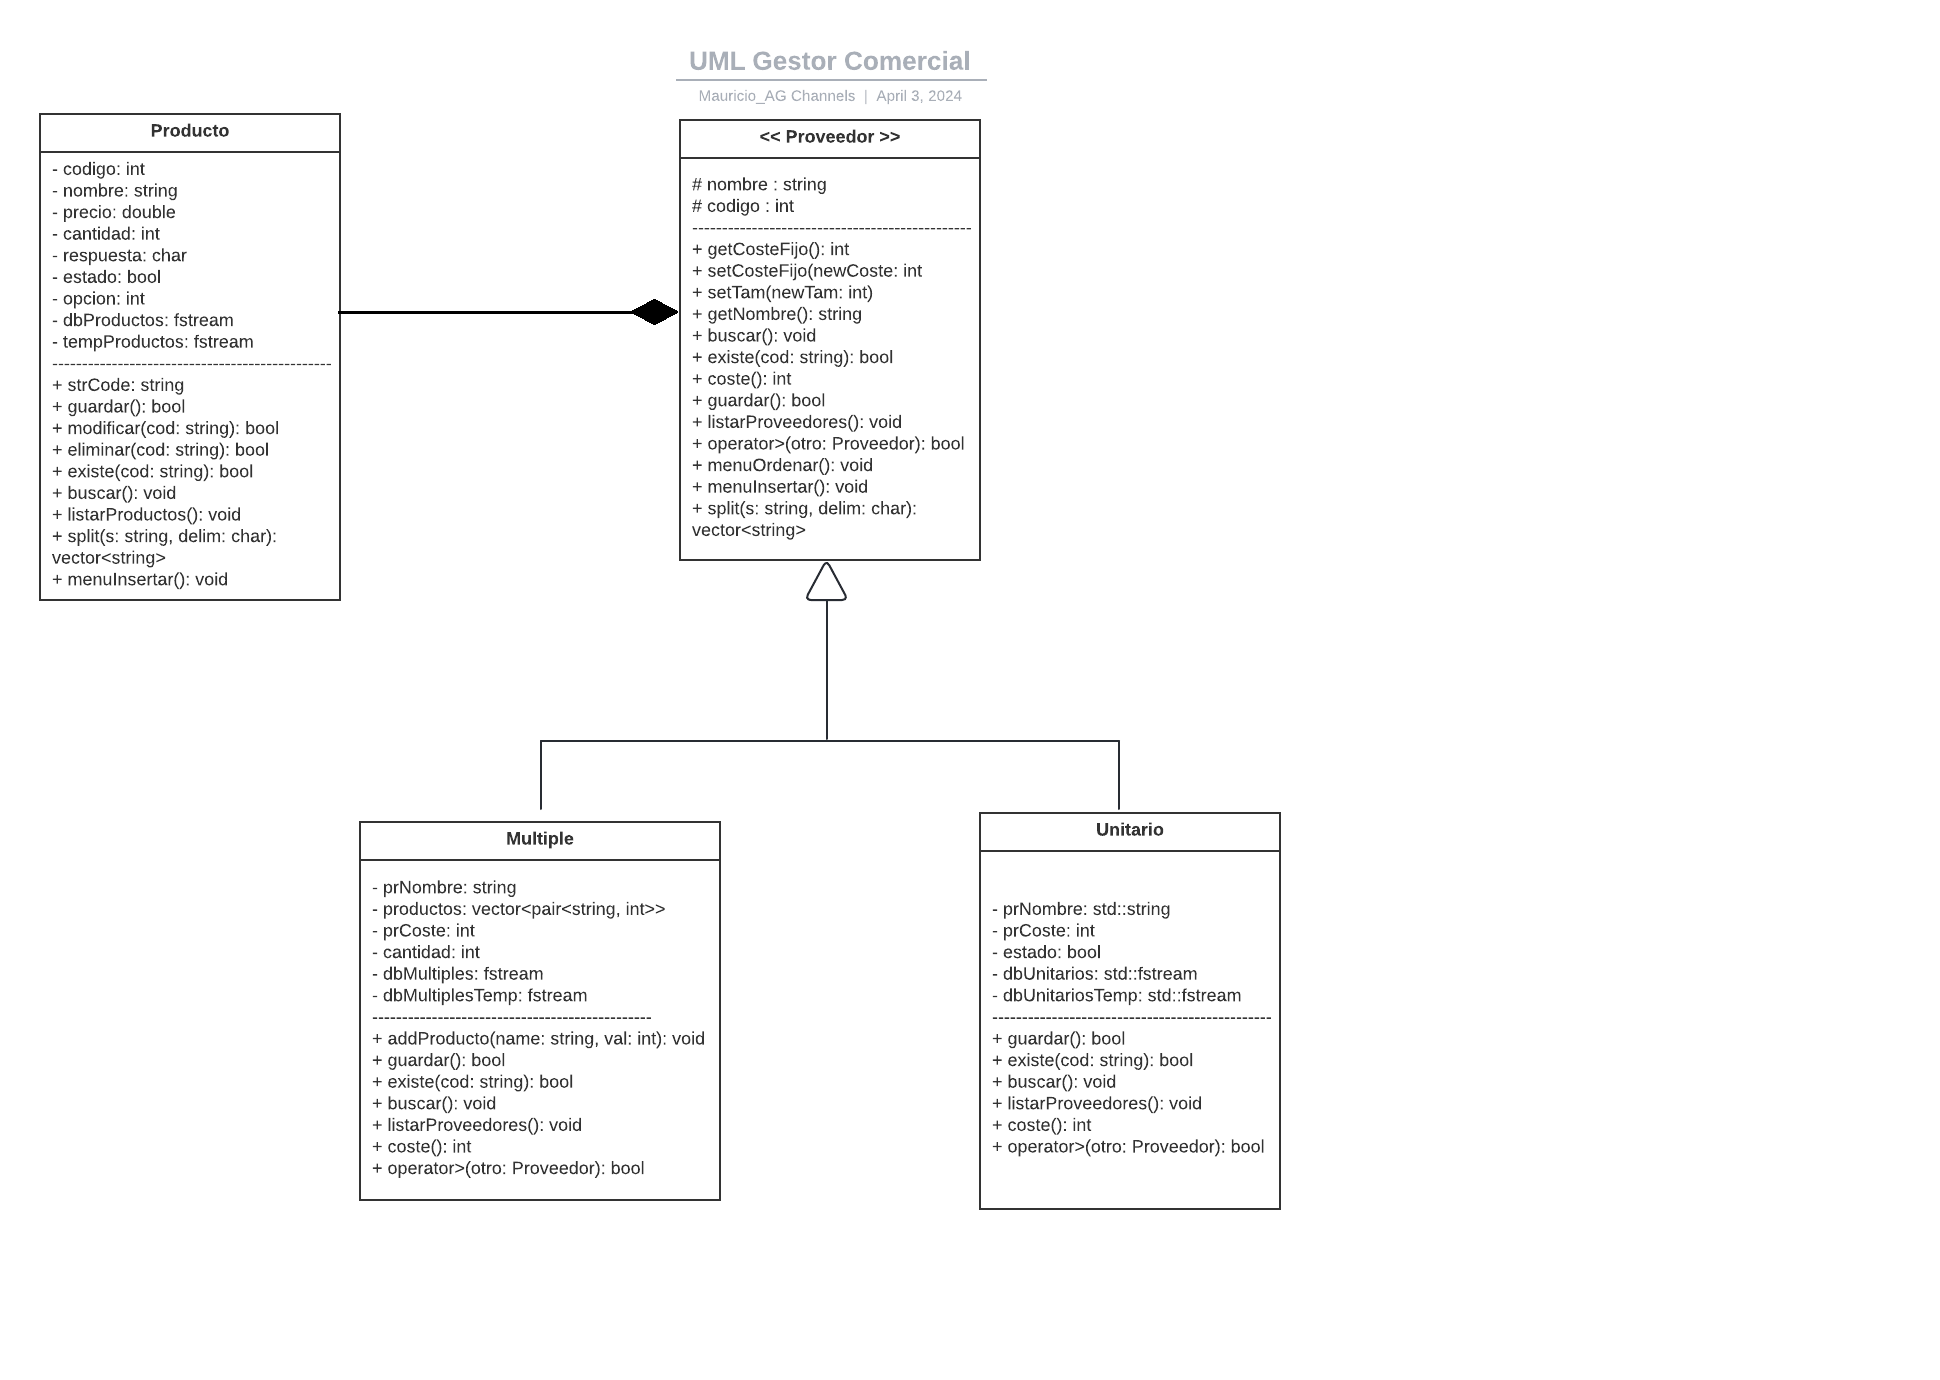 UML Gestor Comercial
Mauricio_AG Channels | April 3, 2024
Producto
- codigo: int
- nombre: string
- precio: double
- cantidad: int
- respuesta: char
- estado: bool
- opcion: int
- dbProductos: fstream
- tempProductos: fstream
-----------------------------------------------
+ strCode: string
+ guardar(): bool
+ modificar(cod: string): bool
+ eliminar(cod: string): bool
+ existe(cod: string): bool
+ buscar(): void
+ listarProductos(): void
+ split(s: string, delim: char):
vector<string>
+ menuInsertar(): void
<< Proveedor >>
# nombre : string
# codigo : int
-----------------------------------------------
+ getCosteFijo(): int
+ setCosteFijo(newCoste: int
+ setTam(newTam: int)
+ getNombre(): string
+ buscar(): void
+ existe(cod: string): bool
+ coste(): int
+ guardar(): bool
+ listarProveedores(): void
+ operator>(otro: Proveedor): bool
+ menuOrdenar(): void
+ menuInsertar(): void
+ split(s: string, delim: char):
vector<string>
Multiple
- prNombre: string
- productos: vector<pair<string, int>>
- prCoste: int
- cantidad: int
- dbMultiples: fstream
- dbMultiplesTemp: fstream
-----------------------------------------------
+ addProducto(name: string, val: int): void
+ guardar(): bool
+ existe(cod: string): bool
+ buscar(): void
+ listarProveedores(): void
+ coste(): int
+ operator>(otro: Proveedor): bool
Unitario
- prNombre: std::string
- prCoste: int
- estado: bool
- dbUnitarios: std::fstream
- dbUnitariosTemp: std::fstream
-----------------------------------------------
+ guardar(): bool
+ existe(cod: string): bool
+ buscar(): void
+ listarProveedores(): void
+ coste(): int
+ operator>(otro: Proveedor): bool